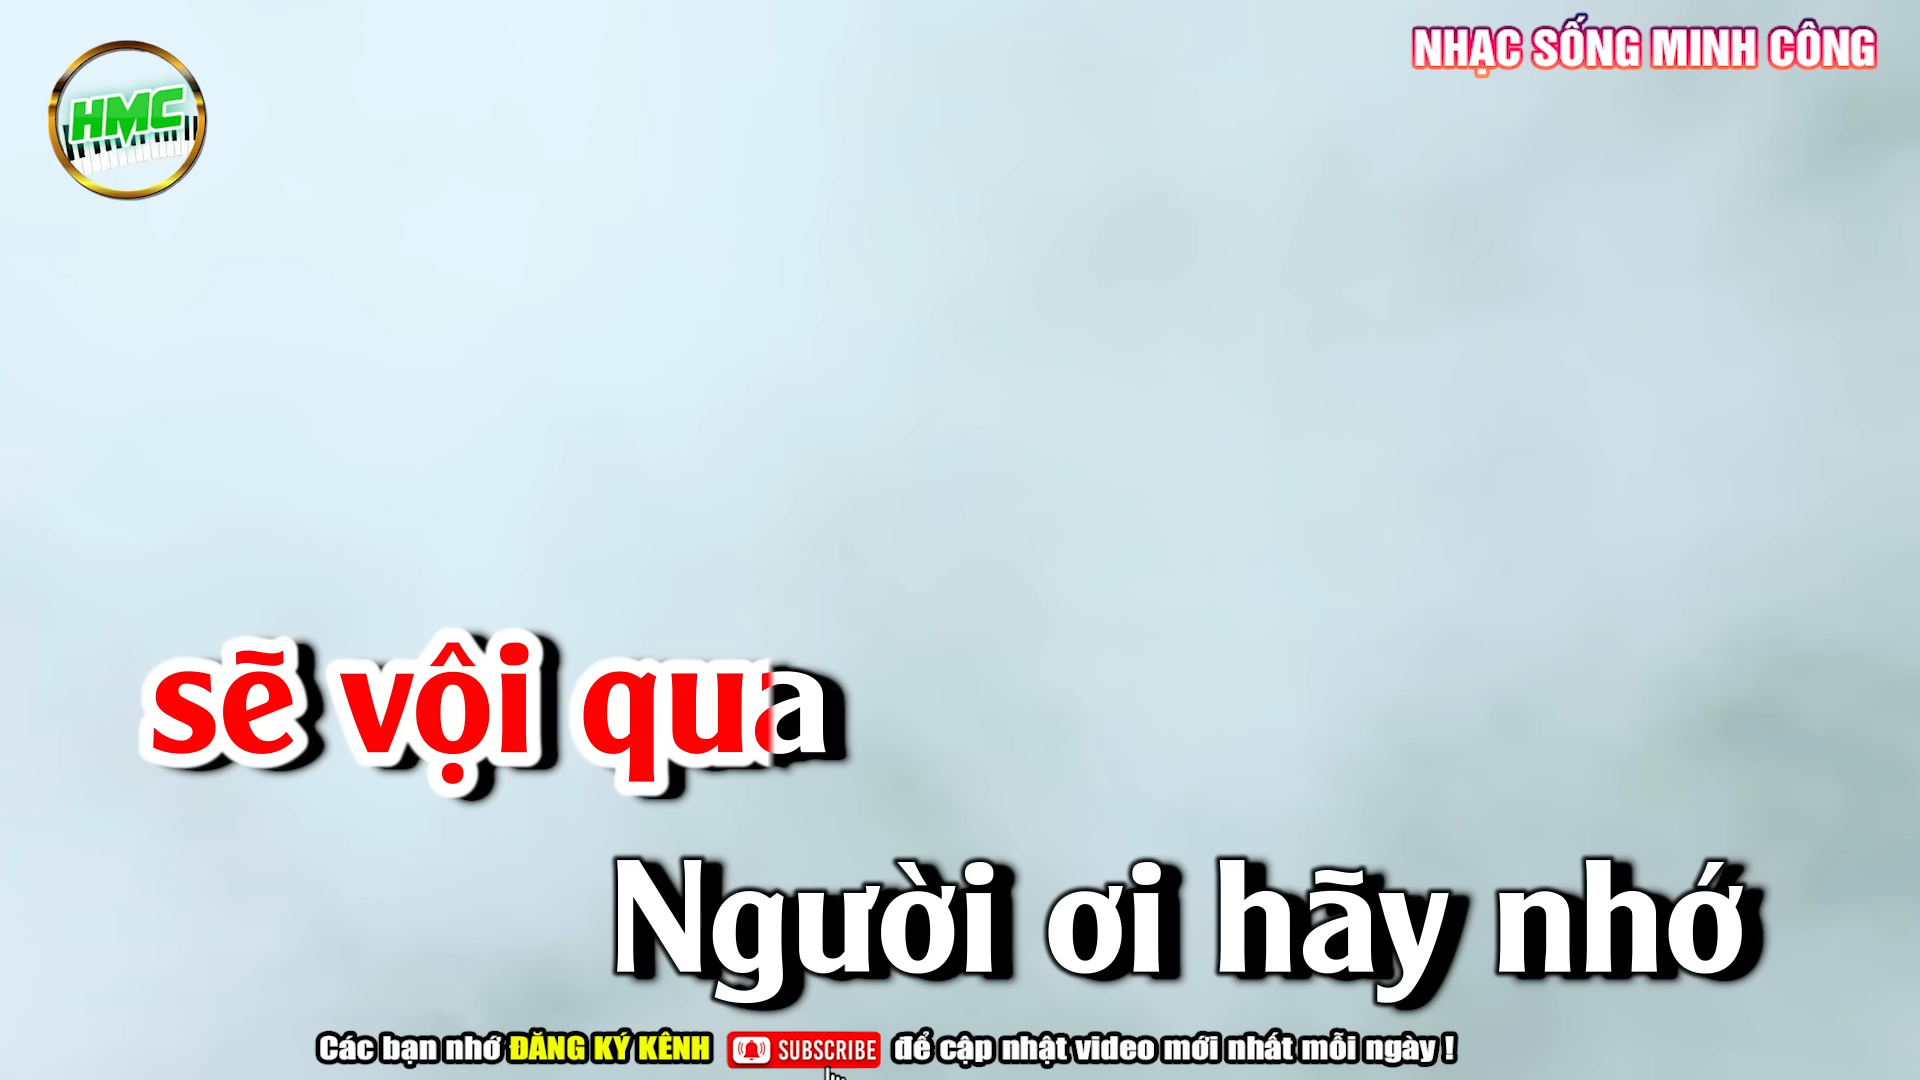 NHẠC SỐNG MINH CÔNG
HMC
sẽ vội qua
Người ơi hãy nhớ
Các bạn nhớ ĐĂNG KÝ KÊNH SUBSCRIBE để cập nhật video mới nhất mỗi ngày !